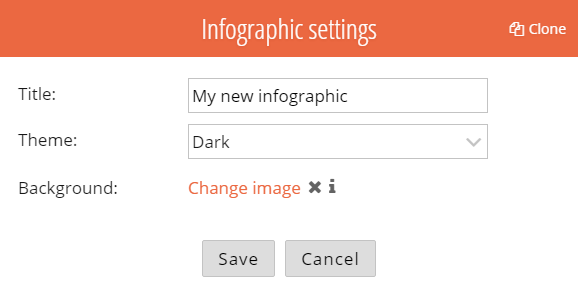 Infographic settings
Clone
Title:
My new infographic
Theme:
Dark
Background:
Change image
Save
Cancel